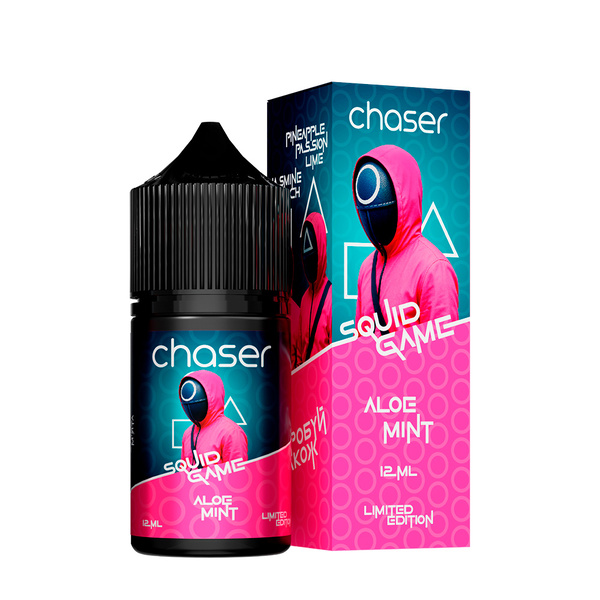 chaser
SQUID
GAME
ALOE
MINT
12 ML
LIMITED
EDITION
PINEAPPLE
PASSION
LIME
chaser
SQUID
GAME
ALOE
MINT
12 ML
LIMITED
EDITION